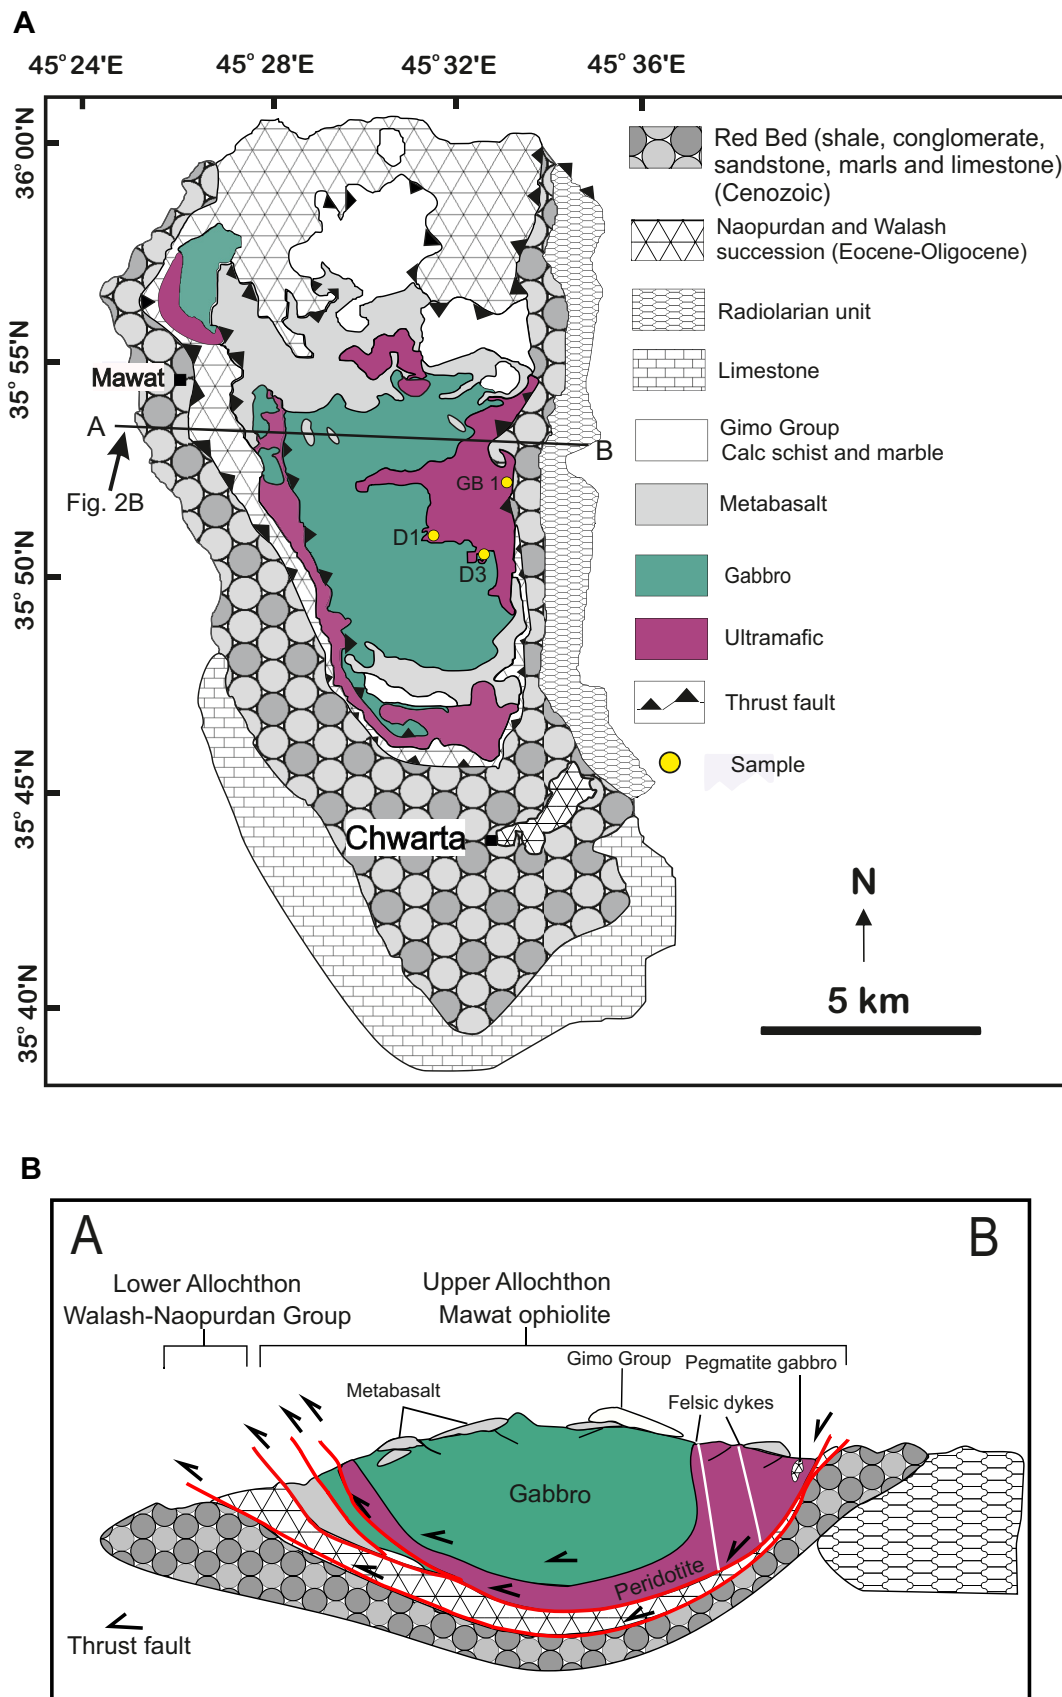 A
45° 24'E 45° 28'E 45° 32'E 45° 36'E
36° 00'N
35° 55'N
35° 50'N
35° 45'N
35° 40'N
Mawat
A
B
Fig. 2B
GB 1
D1
D3
Chwarta
Red Bed (shale, conglomerate,
sandstone, marls and limestone)
(Cenozoic)
Naopurdan and Walash
succession (Eocene-Oligocene)
Radiolarian unit
Limestone
Gimo Group
Calc schist and marble
Metabasalt
Gabbro
Ultramafic
Thrust fault
Sample
N
5 km
B
A
B
Lower Allochthon
Walash-Naopurdan Group
Upper Allochthon
Mawat ophiolite
Gimo Group
Pegmatite gabbro
Metabasalt
Felsic dykes
Gabbro
Peridotite
Thrust fault